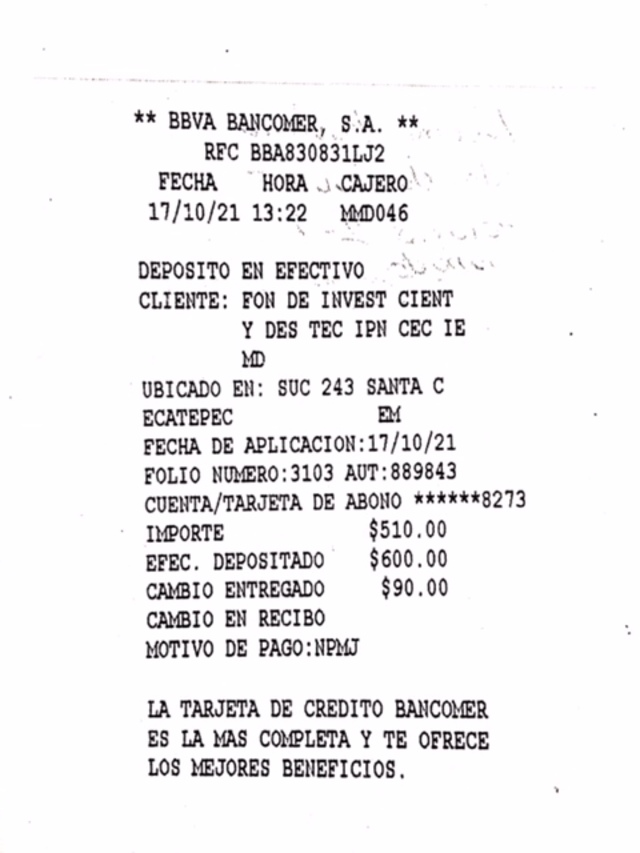 ** BBVA BANCOMER, S.A. **
RFC BBA830831LJ2
FECHA HORA CAJERO
17/10/21 13:22 MMD046
DEPOSITO EN EFECTIVO
CLIENTE: FON DE INVEST CIENT
Y DES TEC IPN CEC IE
MD
UBICADO EN: SUC 243 SANTA C
ECATEPEC EM
FECHA DE APLICACION:17/10/21
FOLIO NUMERO:3103 AUT:889843
CUENTA/TARJETA DE ABONO ******8273
IMPORTE $510.00
EFEC. DEPOSITADO $600.00
CAMBIO ENTREGADO $90.00
CAMBIO EN RECIBO
MOTIVO DE PAGO:NPMJ
LA TARJETA DE CREDITO BANCOMER
ES LA MAS COMPLETA Y TE OFRECE
LOS MEJORES BENEFICIOS.